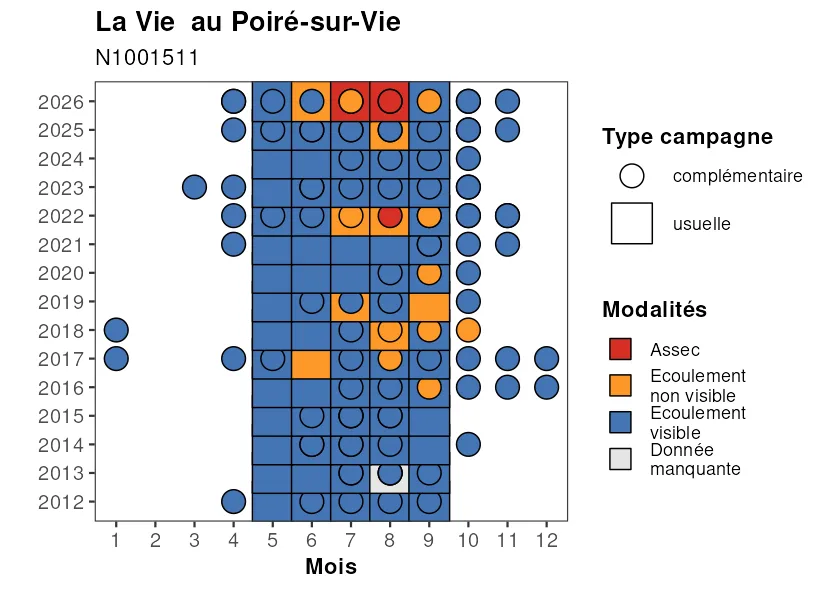 La Vie  au Poiré-sur-Vie
N1001511
2026
2025
2024
2023
2022
2021
2020
2019
2018
2017
2016
2015
2014
2013
2012
1 2 3 4 5 6 7 8 9 10 11 12
Mois
Type campagne
complémentaire
usuelle
Modalités
Assec
Ecoulement
non visible
Ecoulement
visible
Donnée
manquante